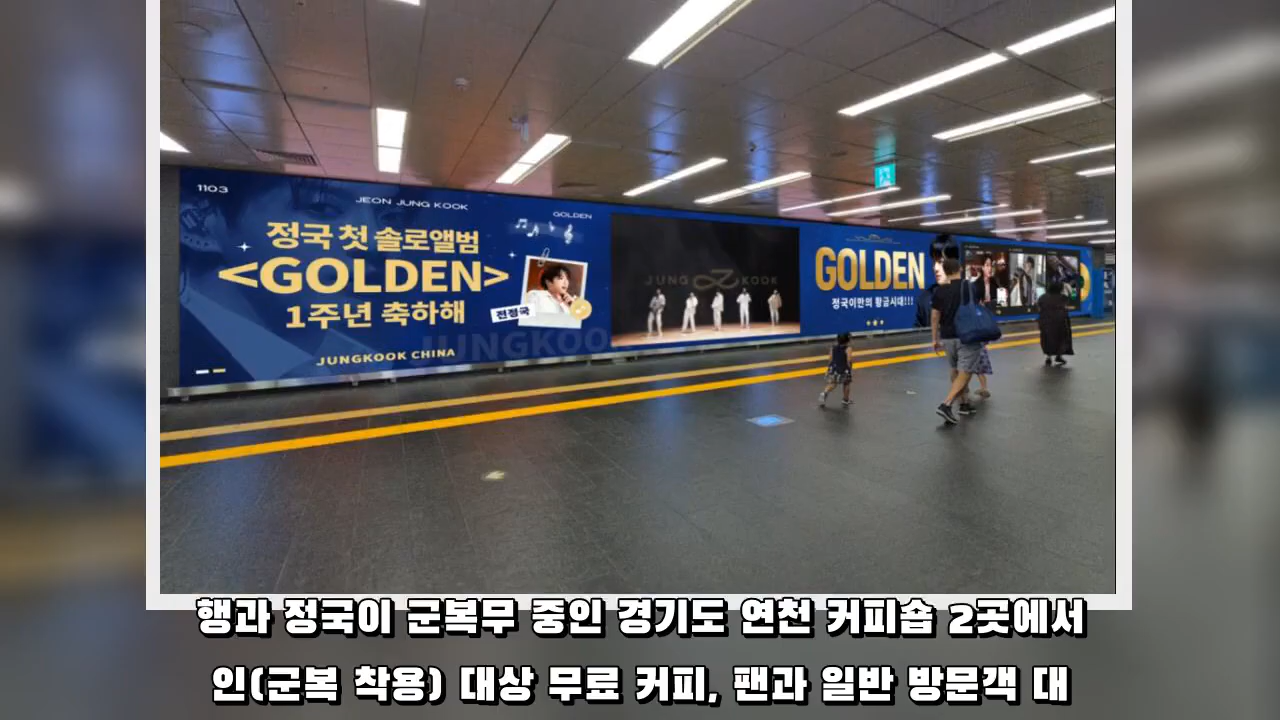 1103
JEON JUNG KOOK
GOLDEN
정국 첫 솔로앨범
<GOLDEN>
1주년 축하해
전정국
JUNGKOOK CHINA
JUNGKOO
JUNG KOOK
GOLDEN
정국이만의 황금시대!!!
행과 정국이 군복무 중인 경기도 연천 커피숍 2곳에서
인(군복 착용) 대상 무료 커피, 팬과 일반 방문객 대